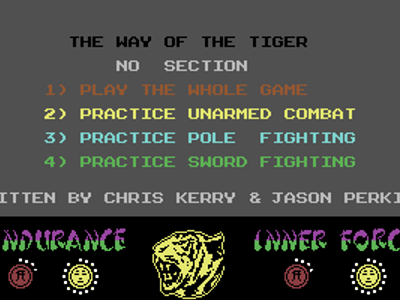 THE WAY OF THE TIGER
NO SECTION
1) PLAY THE WHOLE GAME
2) PRACTICE UNARMED COMBAT
3) PRACTICE POLE FIGHTING
4) PRACTICE SWORD FIGHTING
ITTEN BY CHRIS KERRY & JASON PERKI
NDURANCE INNER FORC